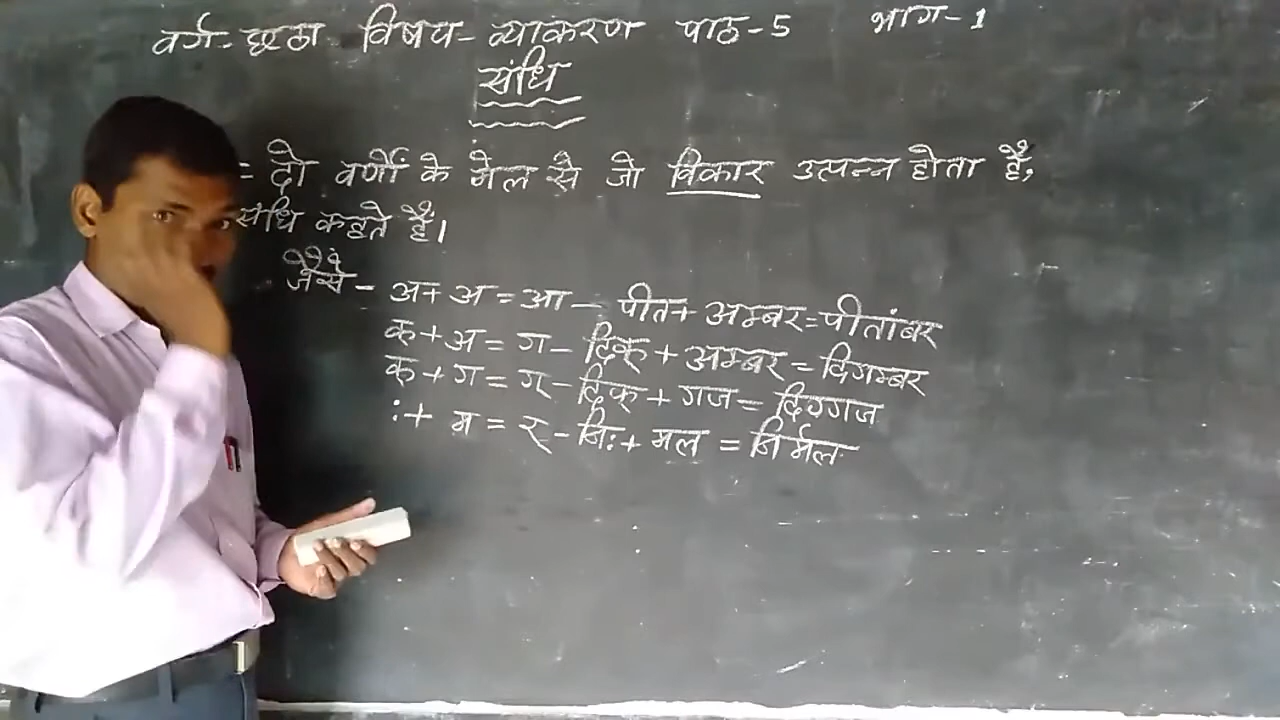 वर्ग- छठा विषय- व्याकरण पाठ-5 भाग-1
संधि
= दो वर्णों के मेल से जो विकार उत्पन्न होता है,
संधि कहते हैं।
जैसे- अ+अ=आ- पीत+अम्बर=पीतांबर
क्+अ=ग- दिक्+अम्बर=दिगम्बर
क्+ग=ग्- दिक्+गज=दिग्गज
:+म=र्-निः+मल=निर्मल